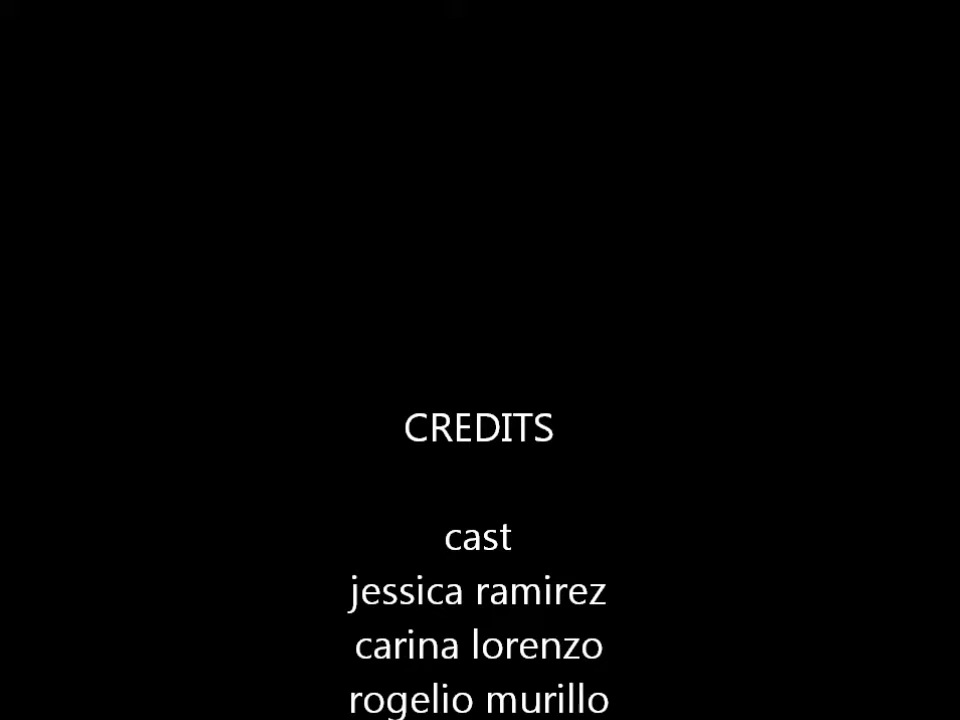 CREDITS
cast
jessica ramirez
carina lorenzo
rogelio murillo